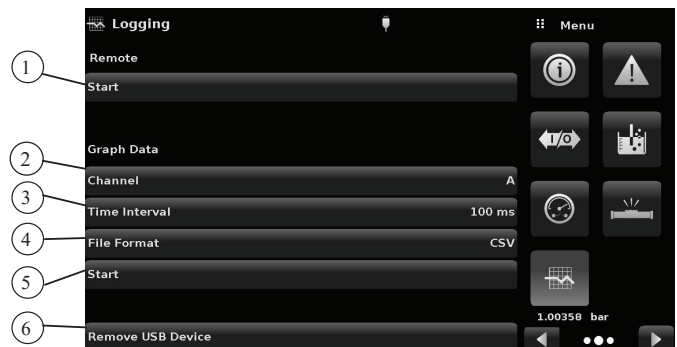 Logging
Menu
Remote
1
Start
I/O
Graph Data
2
Channel A
3
Time Interval 100 ms
4
File Format CSV
5
Start
1.00358 bar
6
Remove USB Device